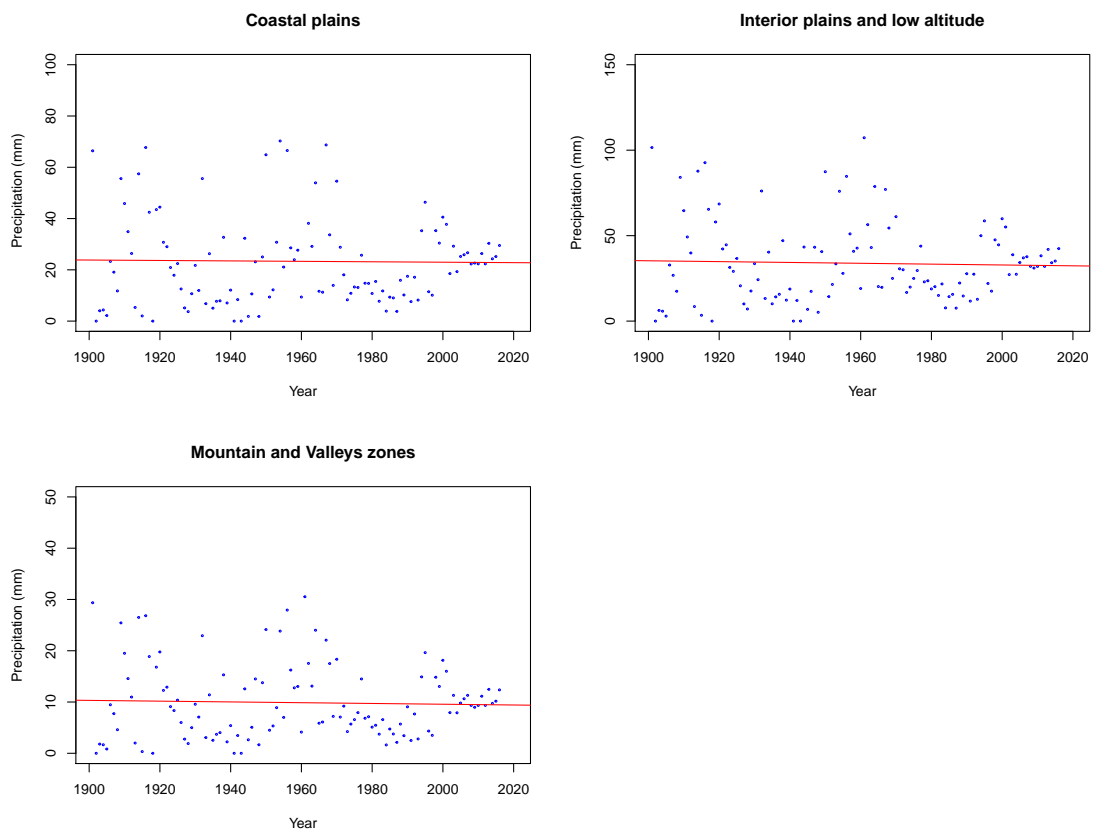 Coastal plains
Precipitation (mm)
100
80
60
40
20
0
1900 1920 1940 1960 1980 2000 2020
Year
Interior plains and low altitude
Precipitation (mm)
150
100
50
0
1900 1920 1940 1960 1980 2000 2020
Year
Mountain and Valleys zones
Precipitation (mm)
50
40
30
20
10
0
1900 1920 1940 1960 1980 2000 2020
Year